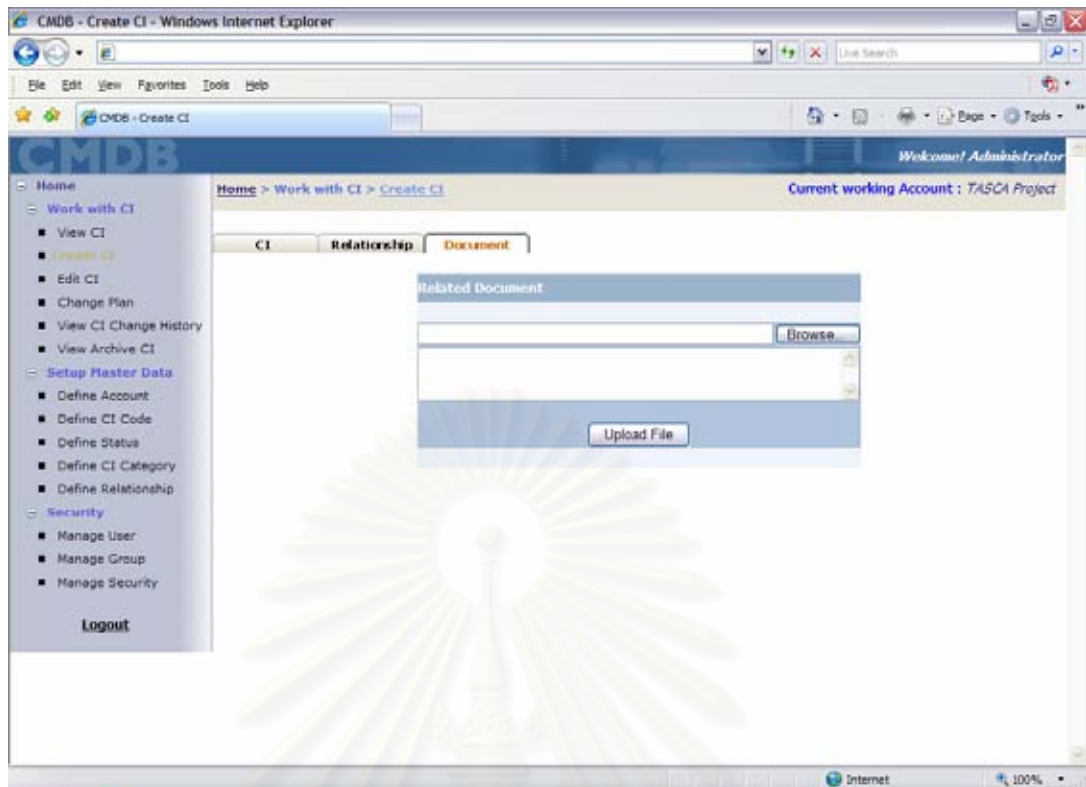 CMDB - Create CI - Windows Internet Explorer
Live Search
File Edit View Favorites Tools Help
CMDB - Create CI
Page Tools
CMDB
Welcome! Administrator
Home
Home > Work with CI > Create CI
Current working Account : TASCA Project
Work with CI
View CI
Create CI
Edit CI
Change Plan
View CI Change History
View Archive CI
Setup Master Data
Define Account
Define CI Code
Define Status
Define CI Category
Define Relationship
Security
Manage User
Manage Group
Manage Security
Logout
CI Relationship Document
Related Document
Browse...
Upload File
Internet
100%